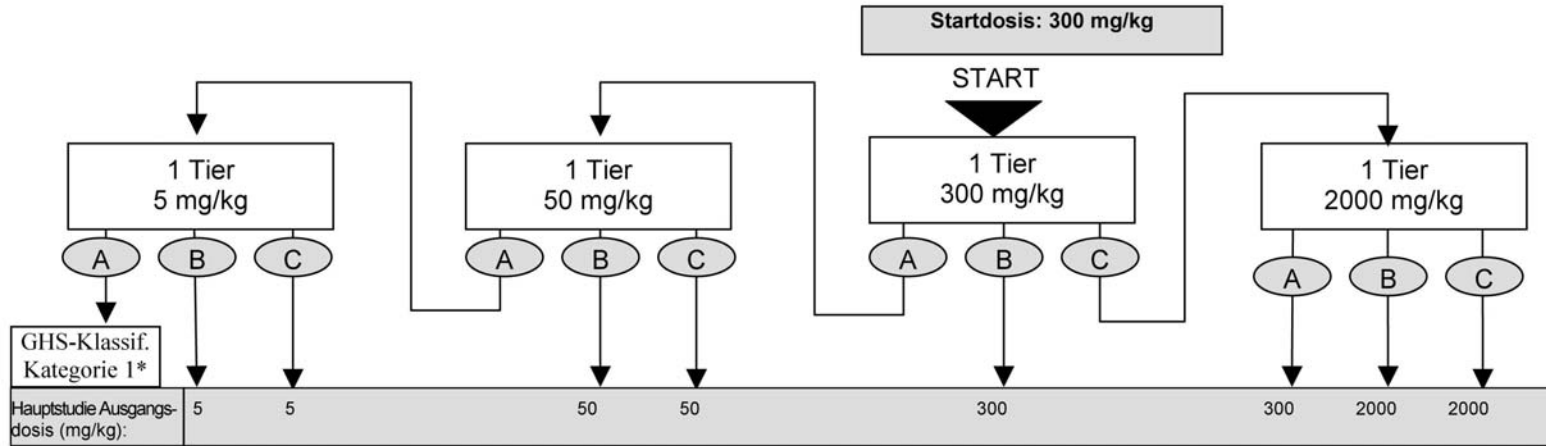 Startdosis: 300 mg/kg
START
1 Tier
5 mg/kg
1 Tier
50 mg/kg
1 Tier
300 mg/kg
1 Tier
2000 mg/kg
A B C A B C A B C A B C
GHS-Klassif.
Kategorie 1*
Hauptstudie Ausgangs-
dosis (mg/kg): 5 5 50 50 300 300 2000 2000